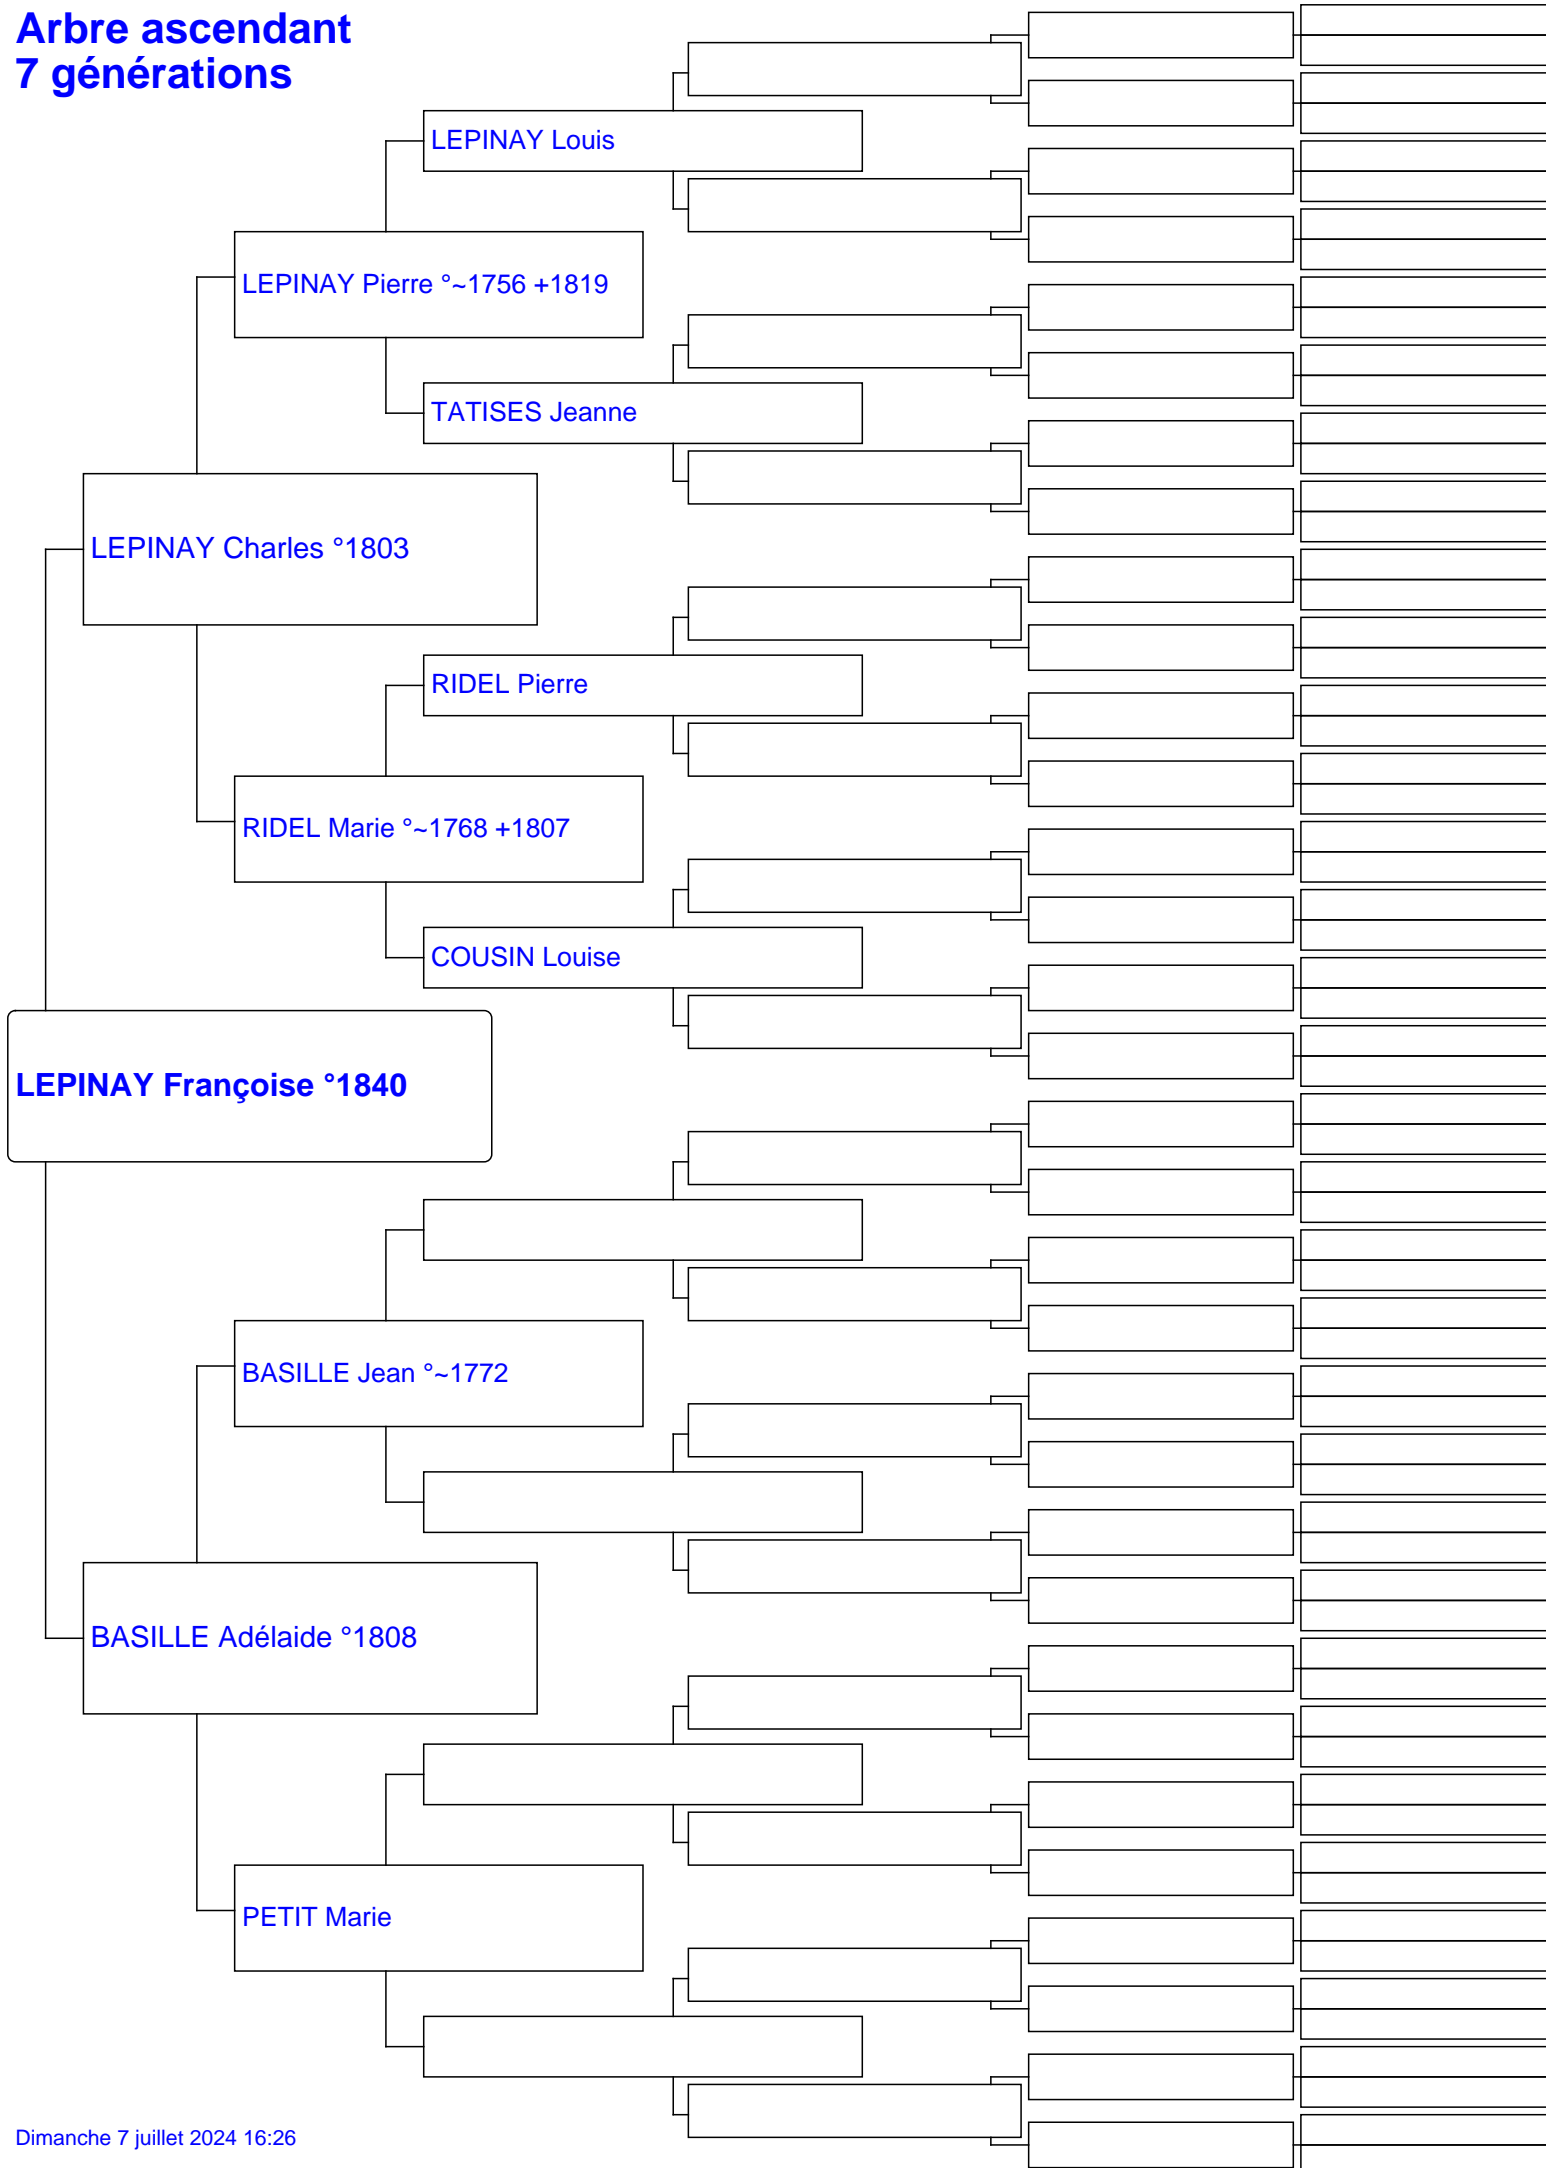 Arbre ascendant
7 générations
LEPINAY Louis
LEPINAY Pierre °~1756 +1819
TATISES Jeanne
LEPINAY Charles °1803
RIDEL Pierre
RIDEL Marie °~1768 +1807
COUSIN Louise
LEPINAY Françoise °1840
BASILLE Jean °~1772
BASILLE Adélaide °1808
PETIT Marie
Dimanche 7 juillet 2024 16:26